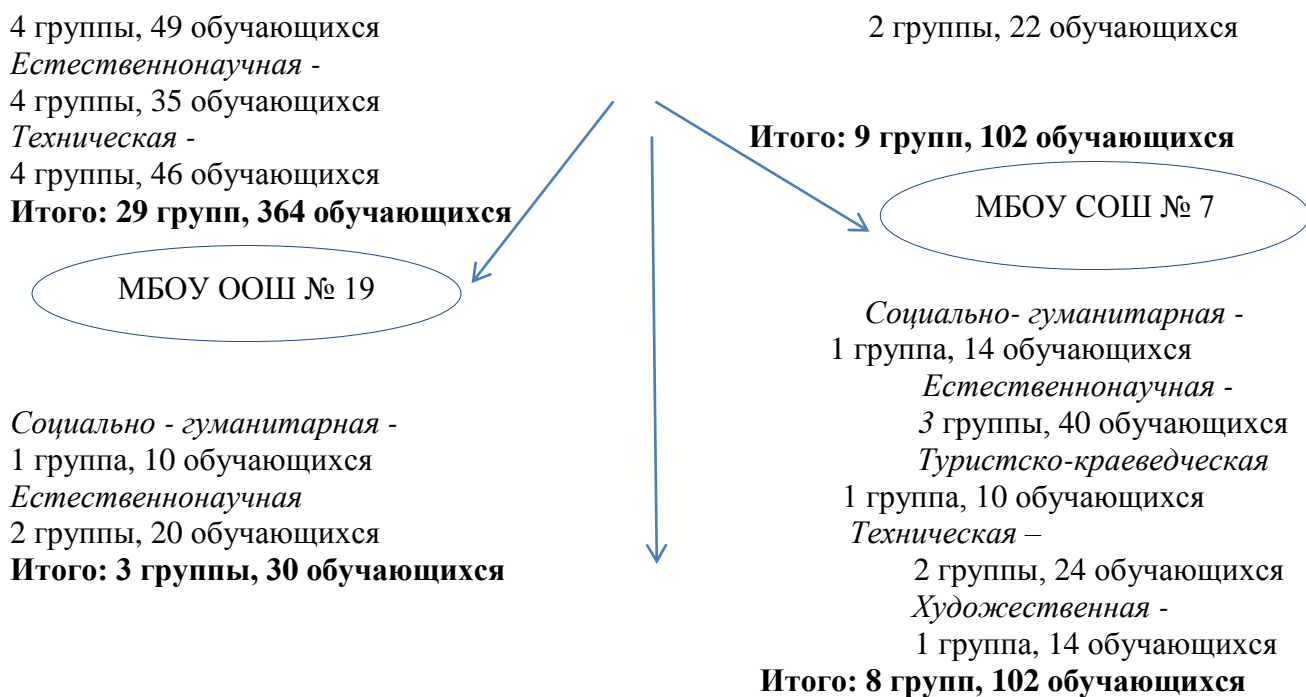 4 группы, 49 обучающихся
Естественнонаучная -
4 группы, 35 обучающихся
Техническая -
4 группы, 46 обучающихся
Итого: 29 групп, 364 обучающихся
МБОУ ООШ № 19
Социально - гуманитарная -
1 группа, 10 обучающихся
Естественнонаучная
2 группы, 20 обучающихся
Итого: 3 группы, 30 обучающихся
2 группы, 22 обучающихся
Итого: 9 групп, 102 обучающихся
МБОУ СОШ № 7
Социально- гуманитарная -
1 группа, 14 обучающихся
Естественнонаучная -
3 группы, 40 обучающихся
Туристско-краеведческая
1 группа, 10 обучающихся
Техническая –
2 группы, 24 обучающихся
Художественная -
1 группа, 14 обучающихся
Итого: 8 групп, 102 обучающихся